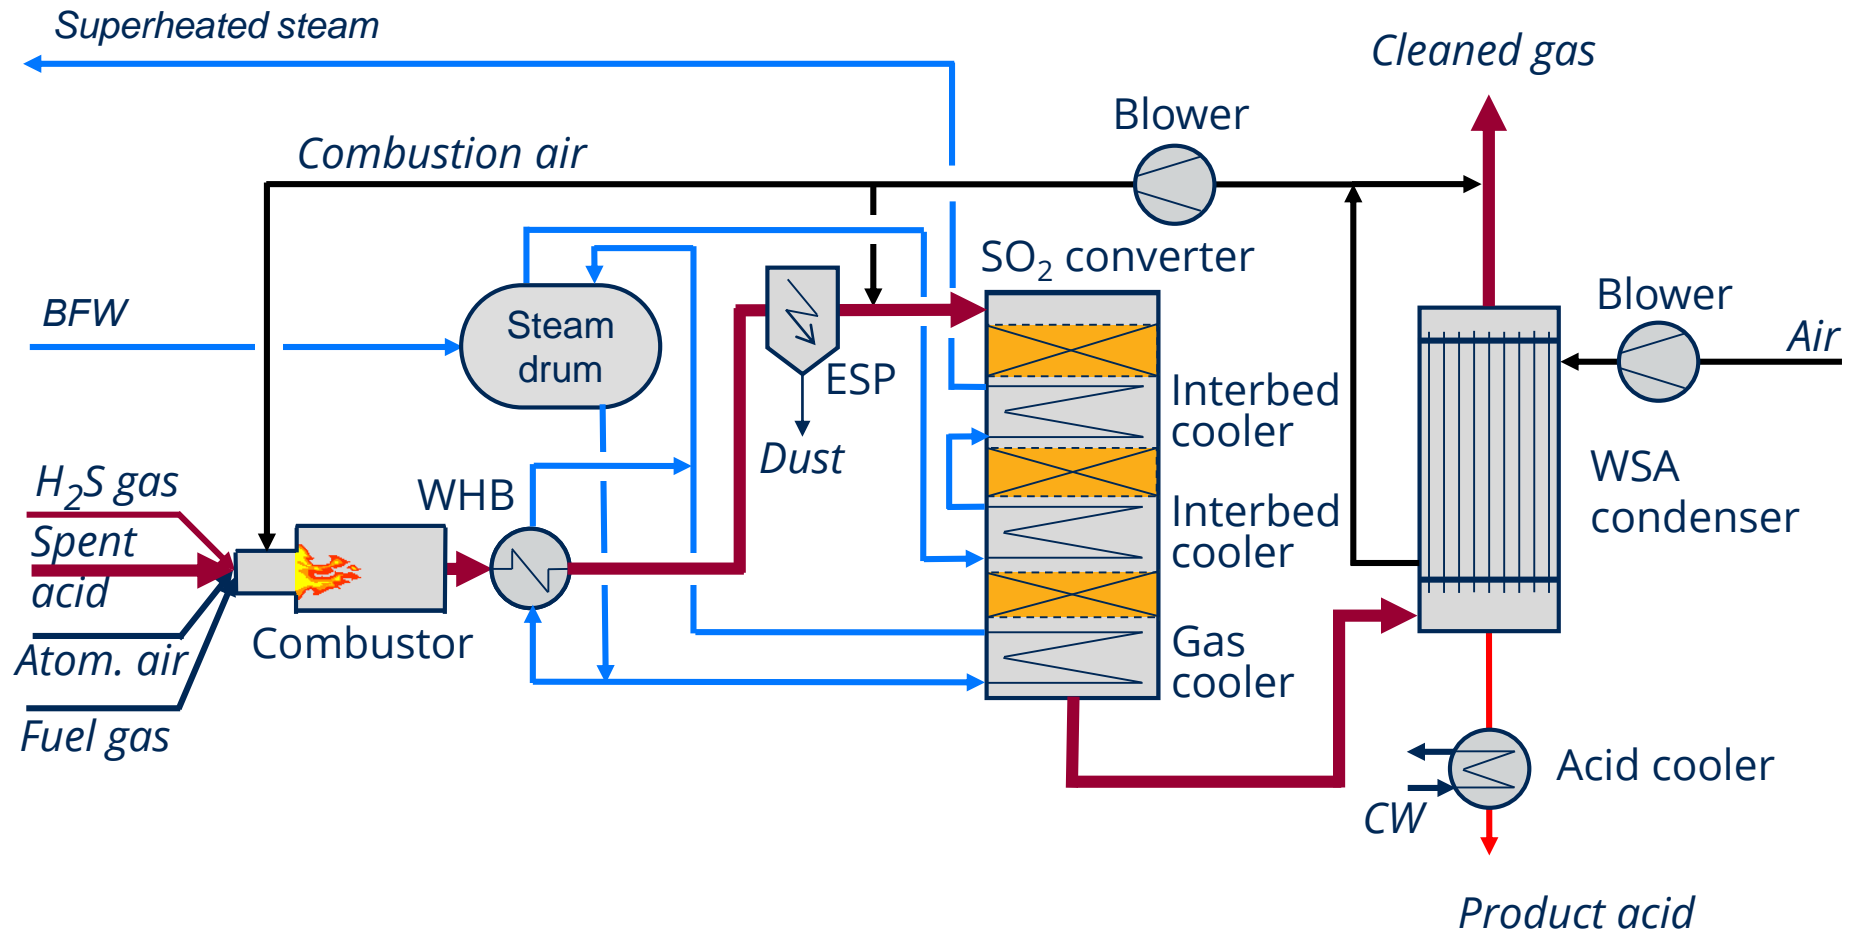 Superheated steam
Cleaned gas
Blower
Combustion air
SO₂ converter
Blower
BFW
Steam
drum
Air
ESP
Interbed
cooler
Dust
H₂S gas
WHB
WSA
condenser
Spent
acid
Interbed
cooler
Combustor
Gas
cooler
Atom. air
Fuel gas
Acid cooler
CW
Product acid